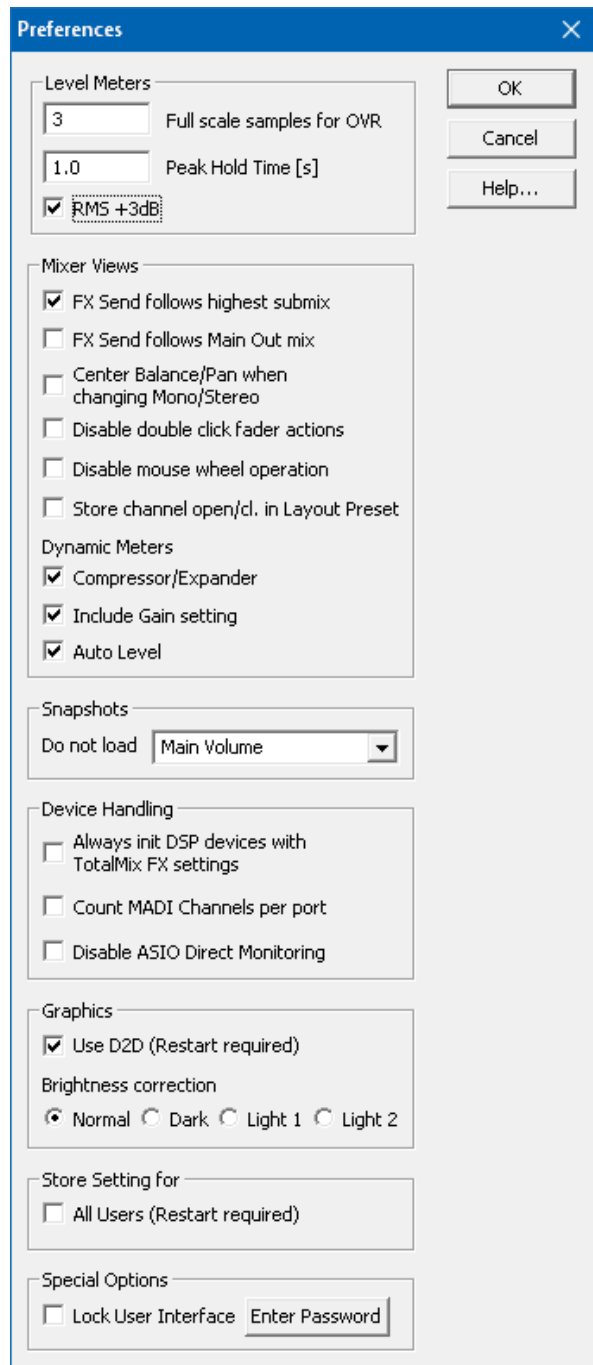 Preferences
Level Meters
3 Full scale samples for OVR
1.0 Peak Hold Time [s]
RMS +3dB
OK
Cancel
Help...
Mixer Views
FX Send follows highest submix
FX Send follows Main Out mix
Center Balance/Pan when
changing Mono/Stereo
Disable double click fader actions
Disable mouse wheel operation
Store channel open/cl. in Layout Preset
Dynamic Meters
Compressor/Expander
Include Gain setting
Auto Level
Snapshots
Do not load Main Volume
Device Handling
Always init DSP devices with
TotalMix FX settings
Count MADI Channels per port
Disable ASIO Direct Monitoring
Graphics
Use D2D (Restart required)
Brightness correction
Normal Dark Light 1 Light 2
Store Setting for
All Users (Restart required)
Special Options
Lock User Interface Enter Password